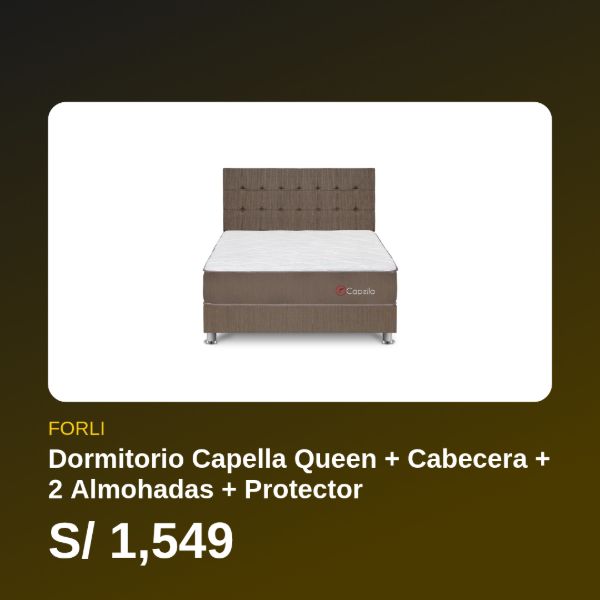 Capella
FORLI
Dormitorio Capella Queen + Cabecera +
2 Almohadas + Protector
S/ 1,549